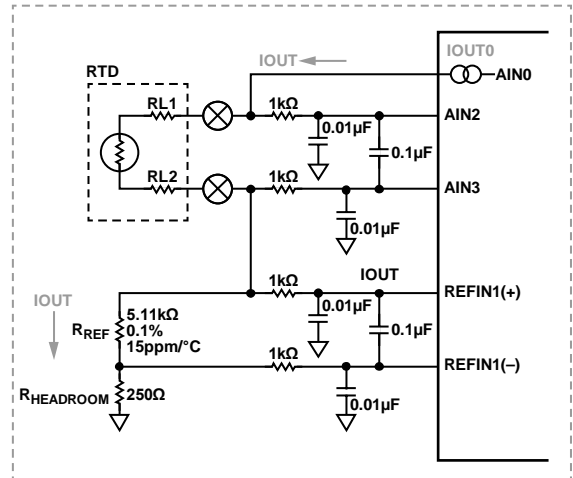 IOUT
IOUT0
AIN0
RTD
RL1
1kΩ
AIN2
0.01µF
0.1µF
RL2
1kΩ
AIN3
0.01µF
IOUT
IOUT
1kΩ
REFIN1(+)
5.11kΩ
0.1%
15ppm/°C
RREF
0.01µF
0.1µF
1kΩ
REFIN1(–)
RHEADROOM
250Ω
0.01µF